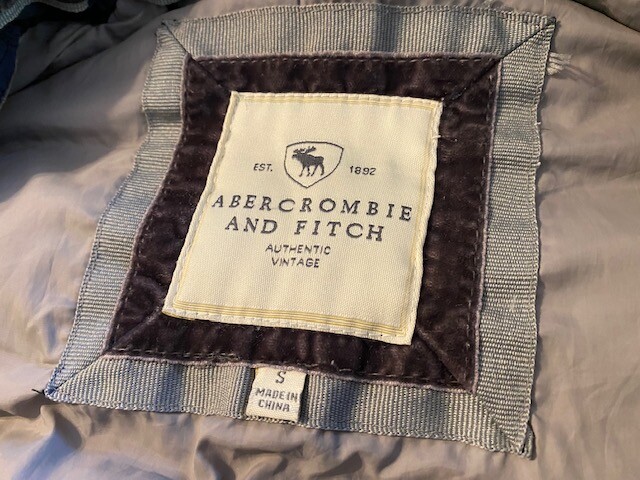 EST. 1892
ABERCROMBIE
AND FITCH
AUTHENTIC
VINTAGE
S
MADE IN
CHINA